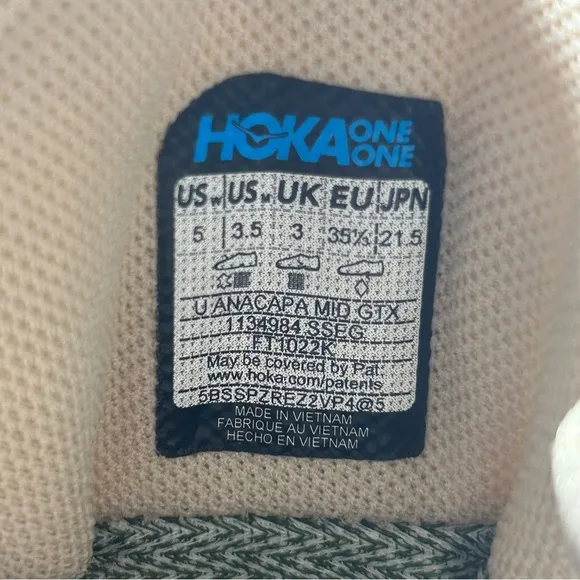 HOKA ONE ONE
US w US M UK EU JPN
5 3.5 3 35⅓ 21.5
U ANACAPA MID GTX
1134984 SSEG
FT1022K
May be covered by Pat:
www.hoka.com/patents
5BSSPZREZ2VP4@5
MADE IN VIETNAM
FABRIQUE AU VIETNAM
HECHO EN VIETNAM